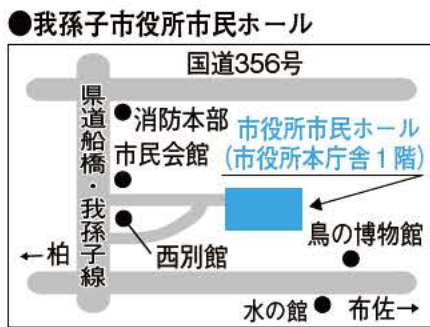 ●我孫子市役所市民ホール
国道356号
県道船橋・我孫子線
消防本部
市民会館
市役所市民ホール
(市役所本庁舎1階)
西別館
鳥の博物館
←柏
水の館
布佐→